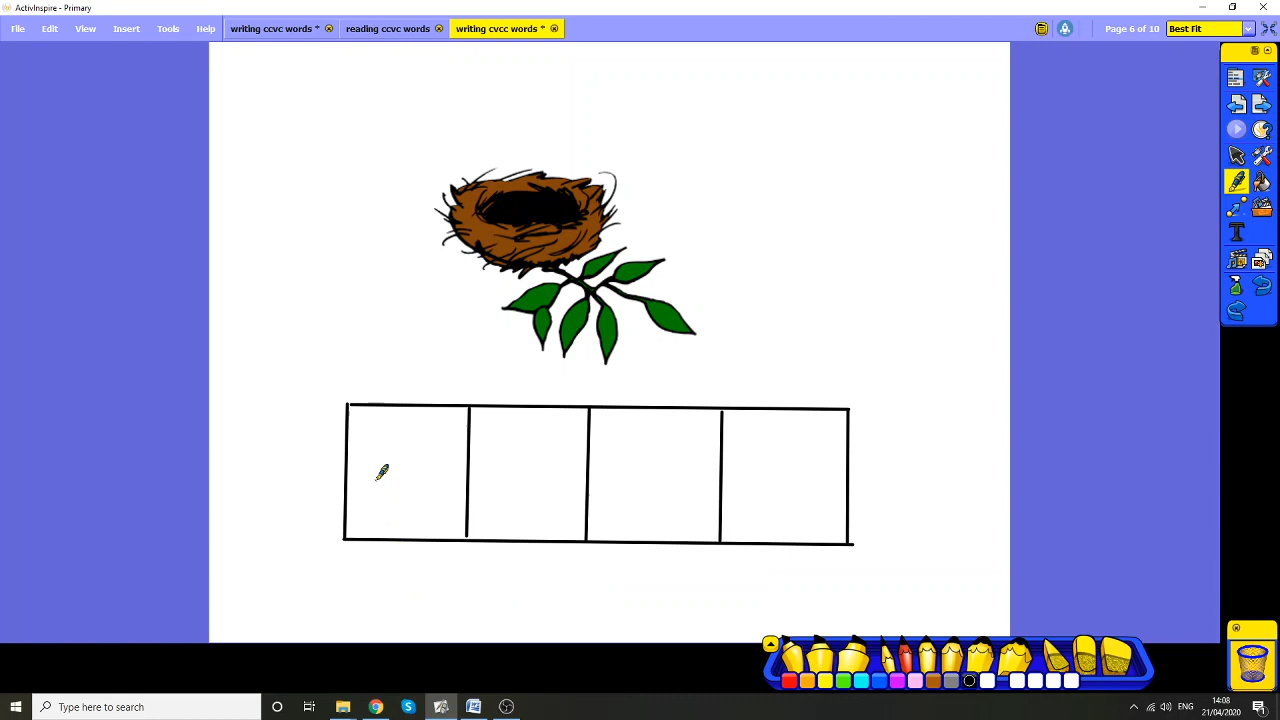 ActivInspire - Primary
File Edit View Insert Tools Help writing ccvc words * reading ccvc words writing cvcc words * Page 6 of 10 Best Fit
Type here to search
14:08
ENG
21/04/2020